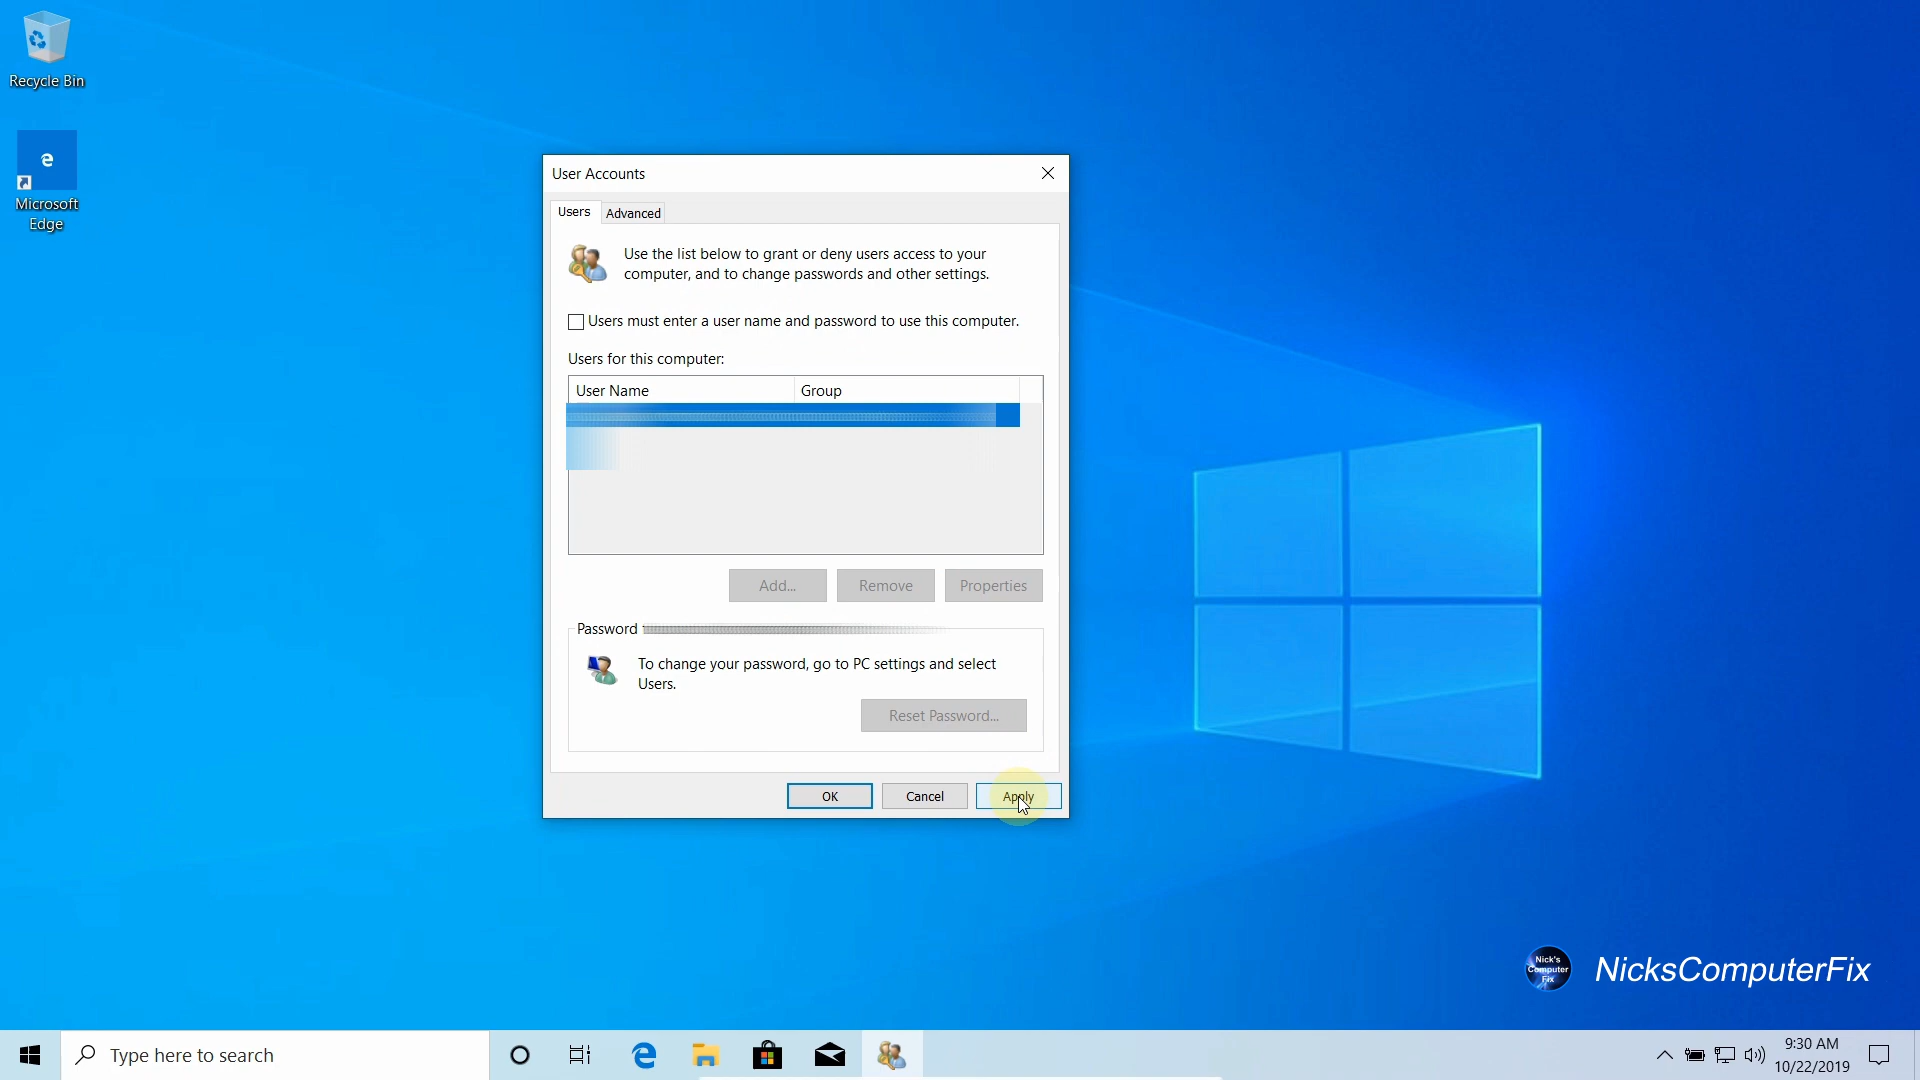 Recycle Bin
Microsoft
Edge
User Accounts
Users
Advanced
Use the list below to grant or deny users access to your
computer, and to change passwords and other settings.
Users must enter a user name and password to use this computer.
Users for this computer:
User Name
Group
Add...
Remove
Properties
Password
To change your password, go to PC settings and select
Users.
Reset Password...
OK
Cancel
Apply
Nick's
Computer
Fix
NicksComputerFix
Type here to search
9:30 AM
10/22/2019